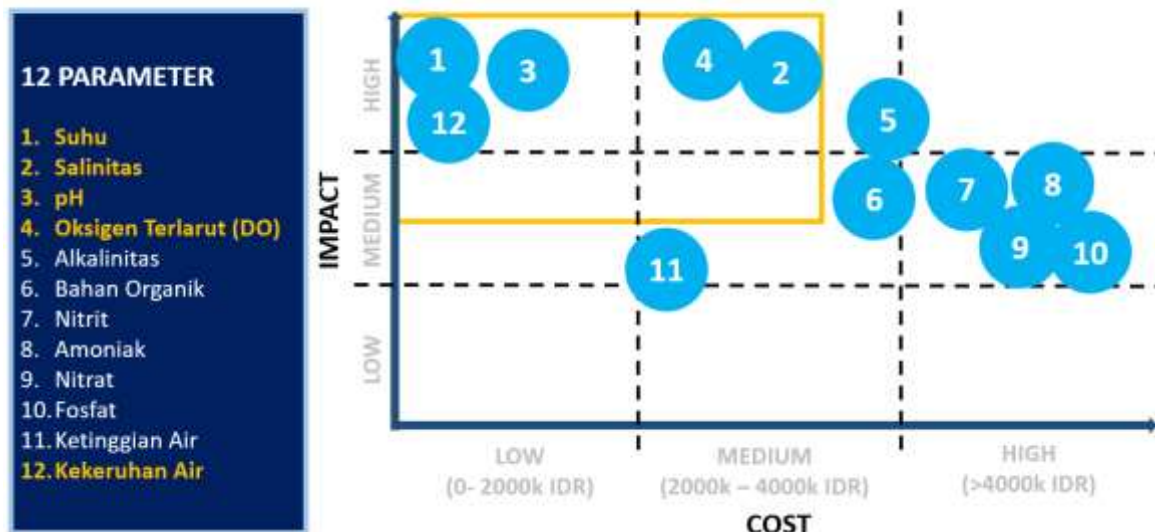 12 PARAMETER
1. Suhu
2. Salinitas
3. pH
4. Oksigen Terlarut (DO)
5. Alkalinitas
6. Bahan Organik
7. Nitrit
8. Amoniak
9. Nitrat
10. Fosfat
11. Ketinggian Air
12. Kekeruhan Air
IMPACT
HIGH
MEDIUM
LOW
1
3
4
2
12
5
6
7
8
9
10
11
LOW
(0- 2000k IDR)
MEDIUM
(2000k – 4000k IDR)
HIGH
(>4000k IDR)
COST